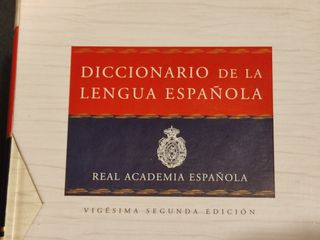 DICCIONARIO DE LA
LENGUA ESPAÑOLA
REAL ACADEMIA ESPAÑOLA
VIGÉSIMA SEGUNDA EDICIÓN